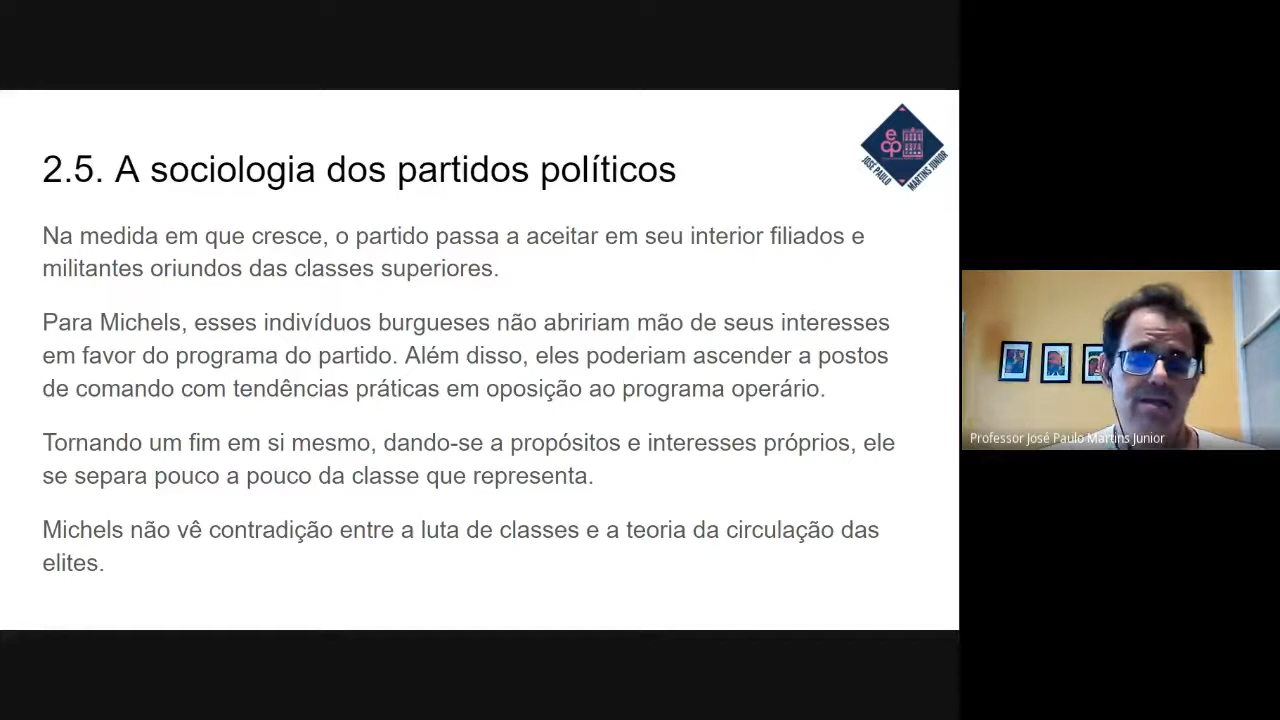 2.5. A sociologia dos partidos políticos
Na medida em que cresce, o partido passa a aceitar em seu interior filiados e
militantes oriundos das classes superiores.
Para Michels, esses indivíduos burgueses não abririam mão de seus interesses
em favor do programa do partido. Além disso, eles poderiam ascender a postos
de comando com tendências práticas em oposição ao programa operário.
Tornando um fim em si mesmo, dando-se a propósitos e interesses próprios, ele
se separa pouco a pouco da classe que representa.
Michels não vê contradição entre a luta de classes e a teoria da circulação das
elites.
ecp
JOSÉ PAULO
MARTINS JUNIOR
Professor José Paulo Martins Junior